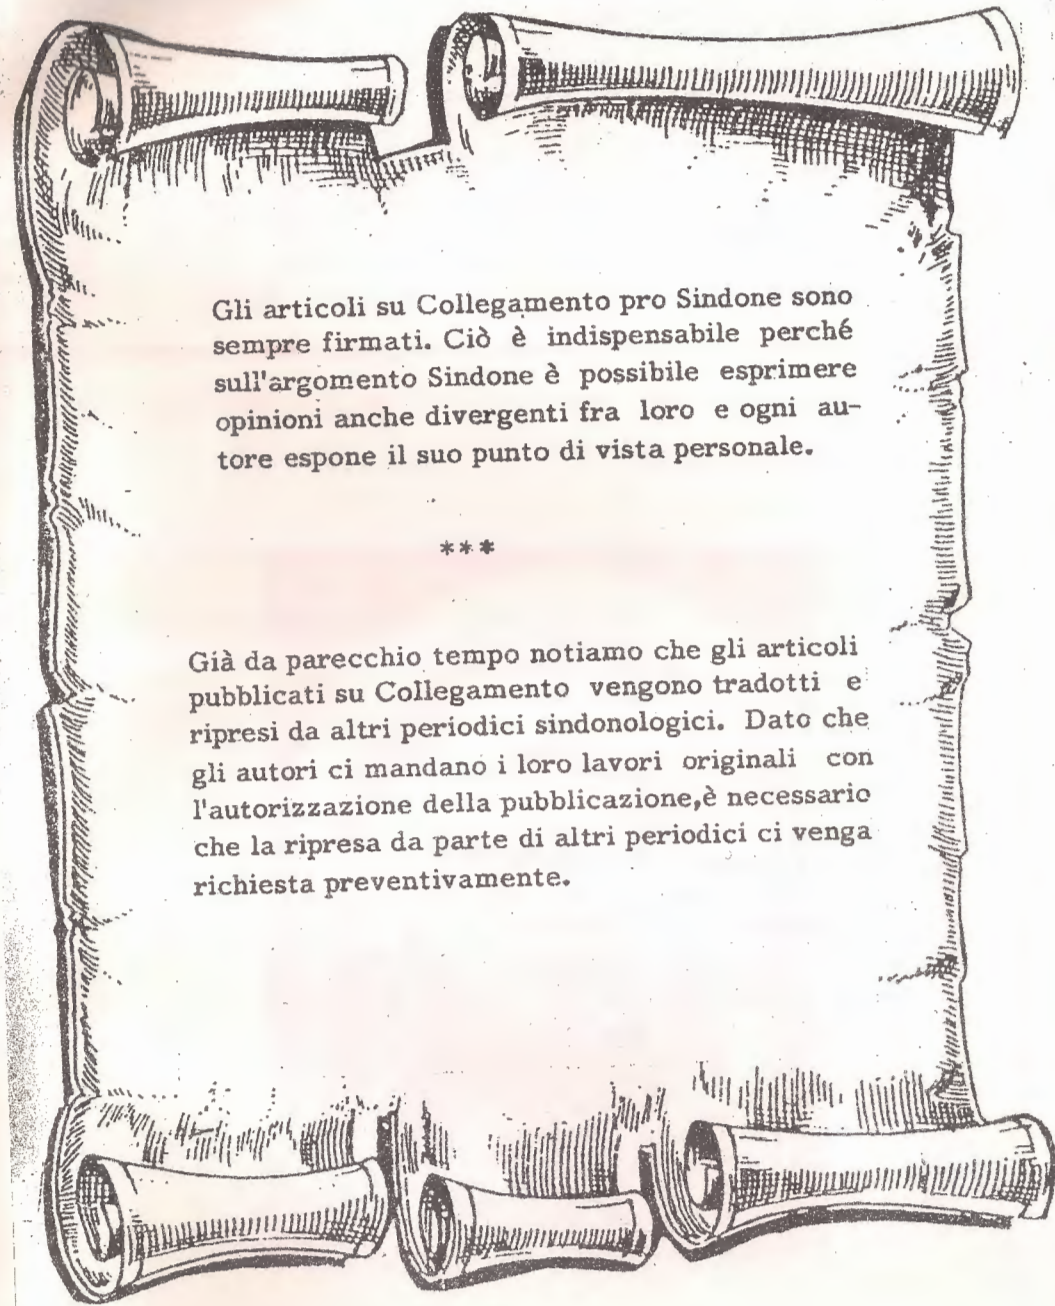 Gli articoli su Collegamento pro Sindone sono
sempre firmati. Ciò è indispensabile perché
sull'argomento Sindone è possibile esprimere
opinioni anche divergenti fra loro e ogni au-
tore espone il suo punto di vista personale.
***
Già da parecchio tempo notiamo che gli articoli
pubblicati su Collegamento vengono tradotti e
ripresi da altri periodici sindonologici. Dato che
gli autori ci mandano i loro lavori originali con
l'autorizzazione della pubblicazione,è necessario
che la ripresa da parte di altri periodici ci venga
richiesta preventivamente.